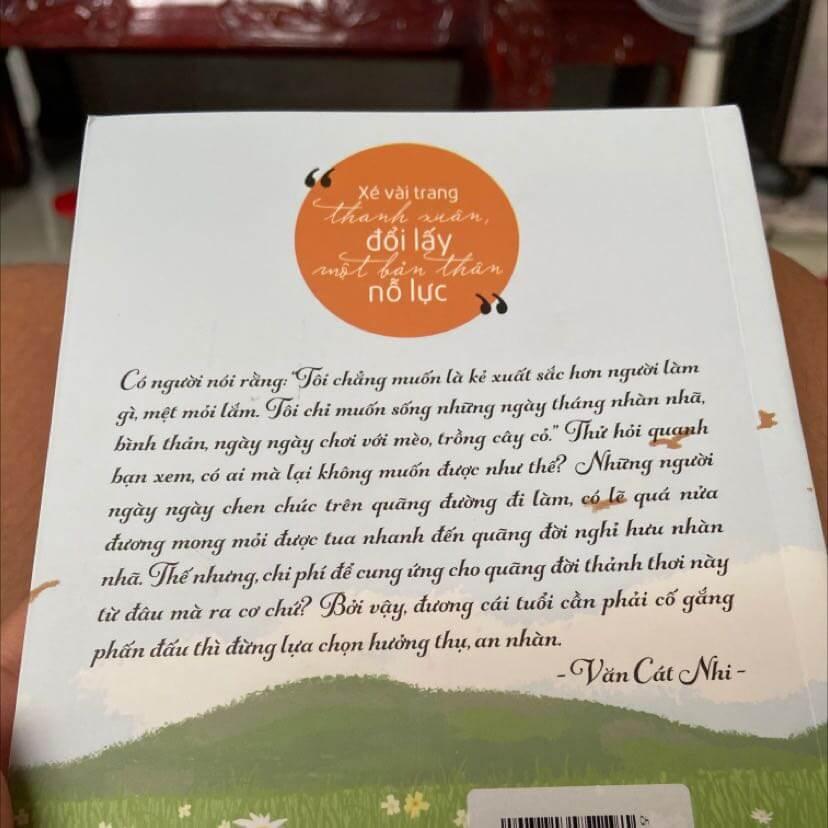 “
Xé vài trang
thanh xuân,
đổi lấy
một bản thân
nỗ lực
”
Có người nói rằng: "Tôi chẳng muốn là kẻ xuất sắc hơn người làm
gì, mệt mỏi lắm. Tôi chỉ muốn sống những ngày tháng nhàn nhã,
bình thản, ngày ngày chơi với mèo, trồng cây cỏ." Thử hỏi quanh
bạn xem, có ai mà lại không muốn được như thế? Những người
ngày ngày chen chúc trên quãng đường đi làm, có lẽ quá nửa
đương mong mỏi được tua nhanh đến quãng đời nghỉ hưu nhàn
nhã. Thế nhưng, chi phí để cung ứng cho quãng đời thảnh thơi này
từ đâu mà ra cơ chứ? Bởi vậy, đương cái tuổi cần phải cố gắng
phấn đấu thì đừng lựa chọn hưởng thụ, an nhàn.
- Văn Cát Nhi -